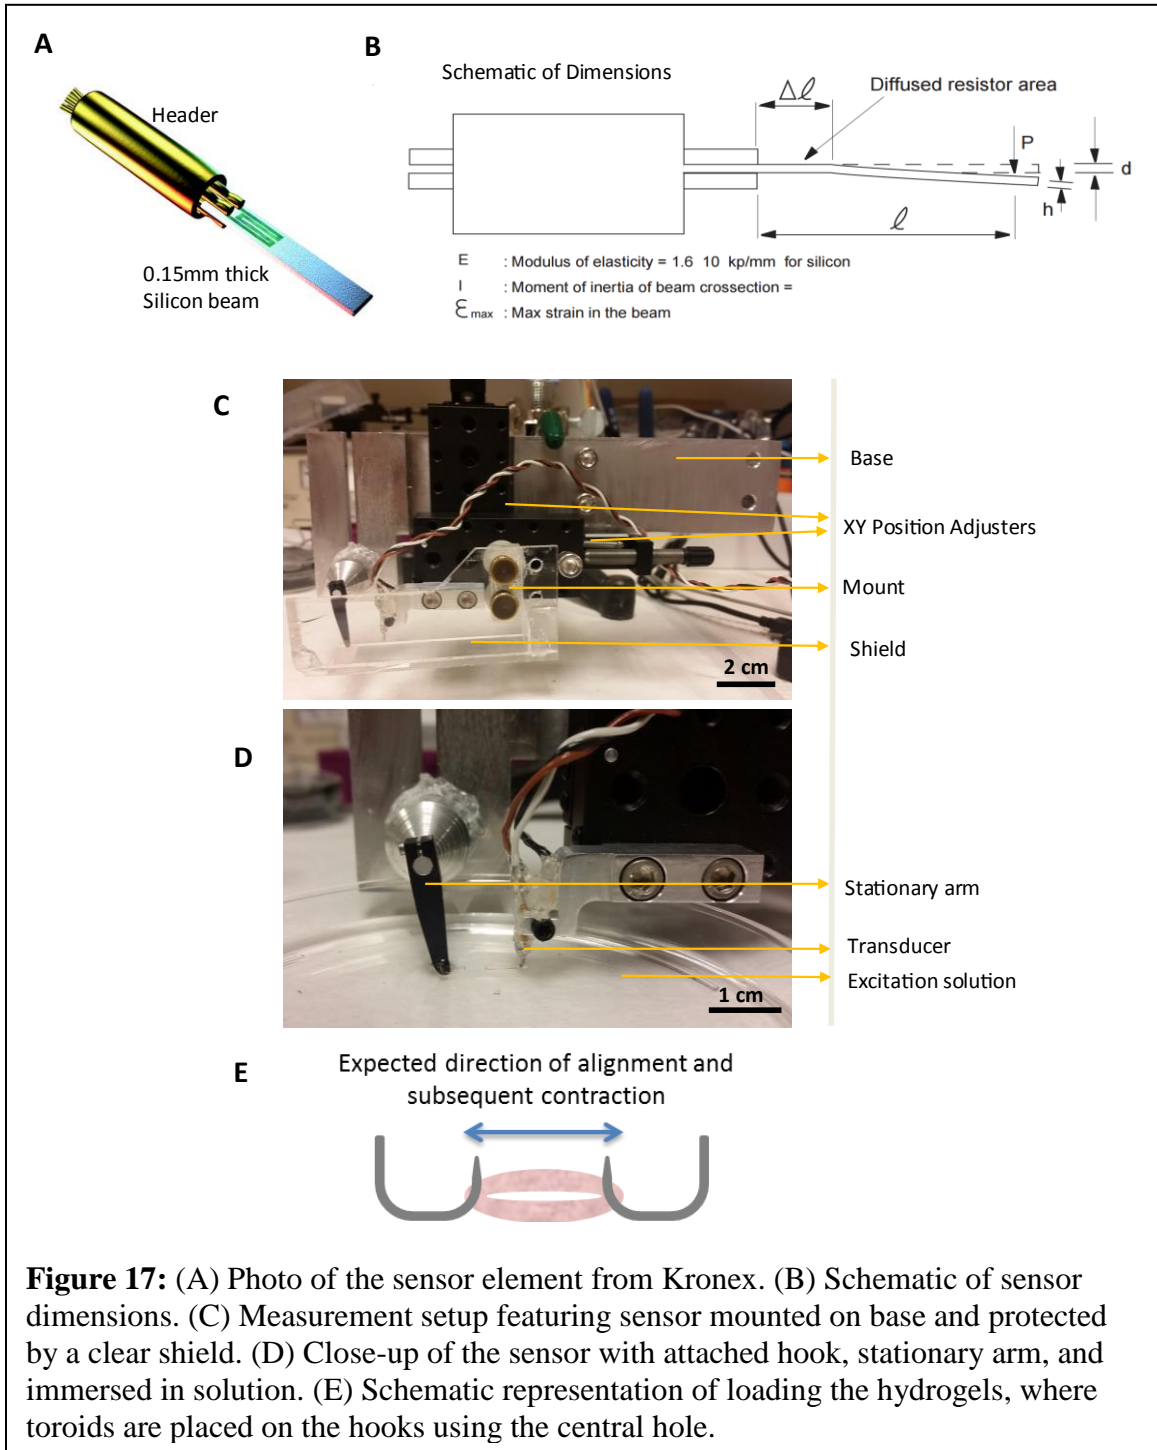 A
B
Header
0.15mm thick
Silicon beam
Schematic of Dimensions
Δℓ
Diffused resistor area
P
d
h
ℓ
E : Modulus of elasticity = 1.6 10 kp/mm for silicon
I : Moment of inertia of beam crossection =
Ɛmax : Max strain in the beam
C
Base
XY Position Adjusters
Mount
Shield
2 cm
D
Stationary arm
Transducer
Excitation solution
1 cm
E
Expected direction of alignment and
subsequent contraction
Figure 17: (A) Photo of the sensor element from Kronex. (B) Schematic of sensor
dimensions. (C) Measurement setup featuring sensor mounted on base and protected
by a clear shield. (D) Close-up of the sensor with attached hook, stationary arm, and
immersed in solution. (E) Schematic representation of loading the hydrogels, where
toroids are placed on the hooks using the central hole.